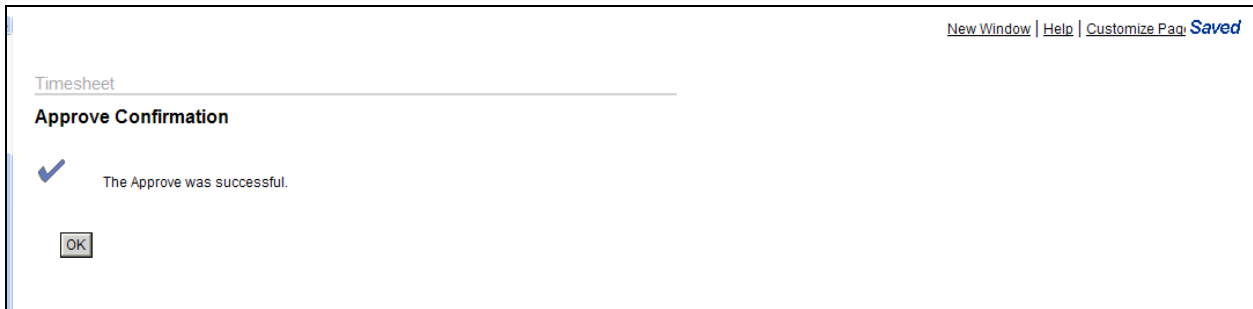 New Window | Help | Customize Pag Saved
Timesheet
Approve Confirmation
The Approve was successful.
OK